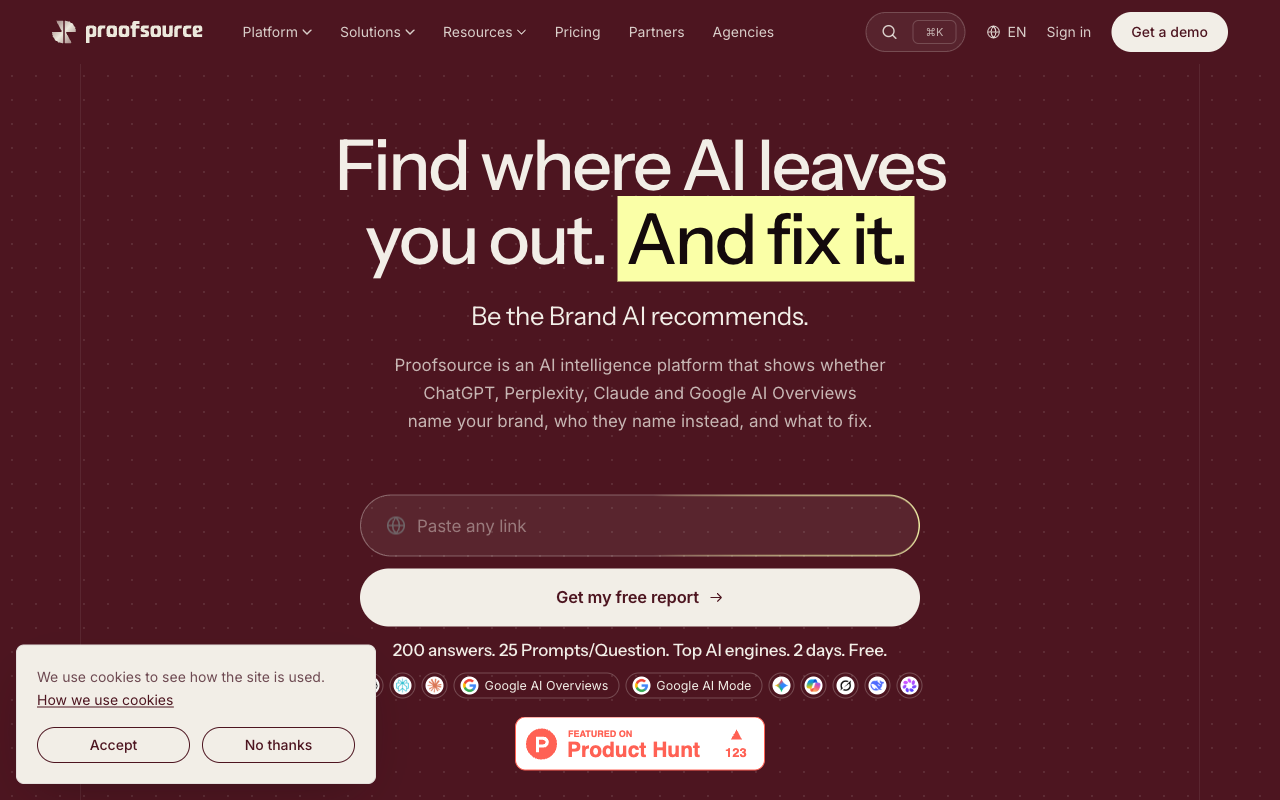 proofsource
Platform
Solutions
Resources
Pricing
Partners
Agencies
⌘K
EN
Sign in
Get a demo
Find where AI leaves
you out. And fix it.
Be the Brand AI recommends.
Proofsource is an AI intelligence platform that shows whether
ChatGPT, Perplexity, Claude and Google AI Overviews
name your brand, who they name instead, and what to fix.
Paste any link
Get my free report →
200 answers. 25 Prompts/Question. Top AI engines. 2 days. Free.
Google AI Overviews
Google AI Mode
FEATURED ON
Product Hunt
123
We use cookies to see how the site is used.
How we use cookies
Accept
No thanks